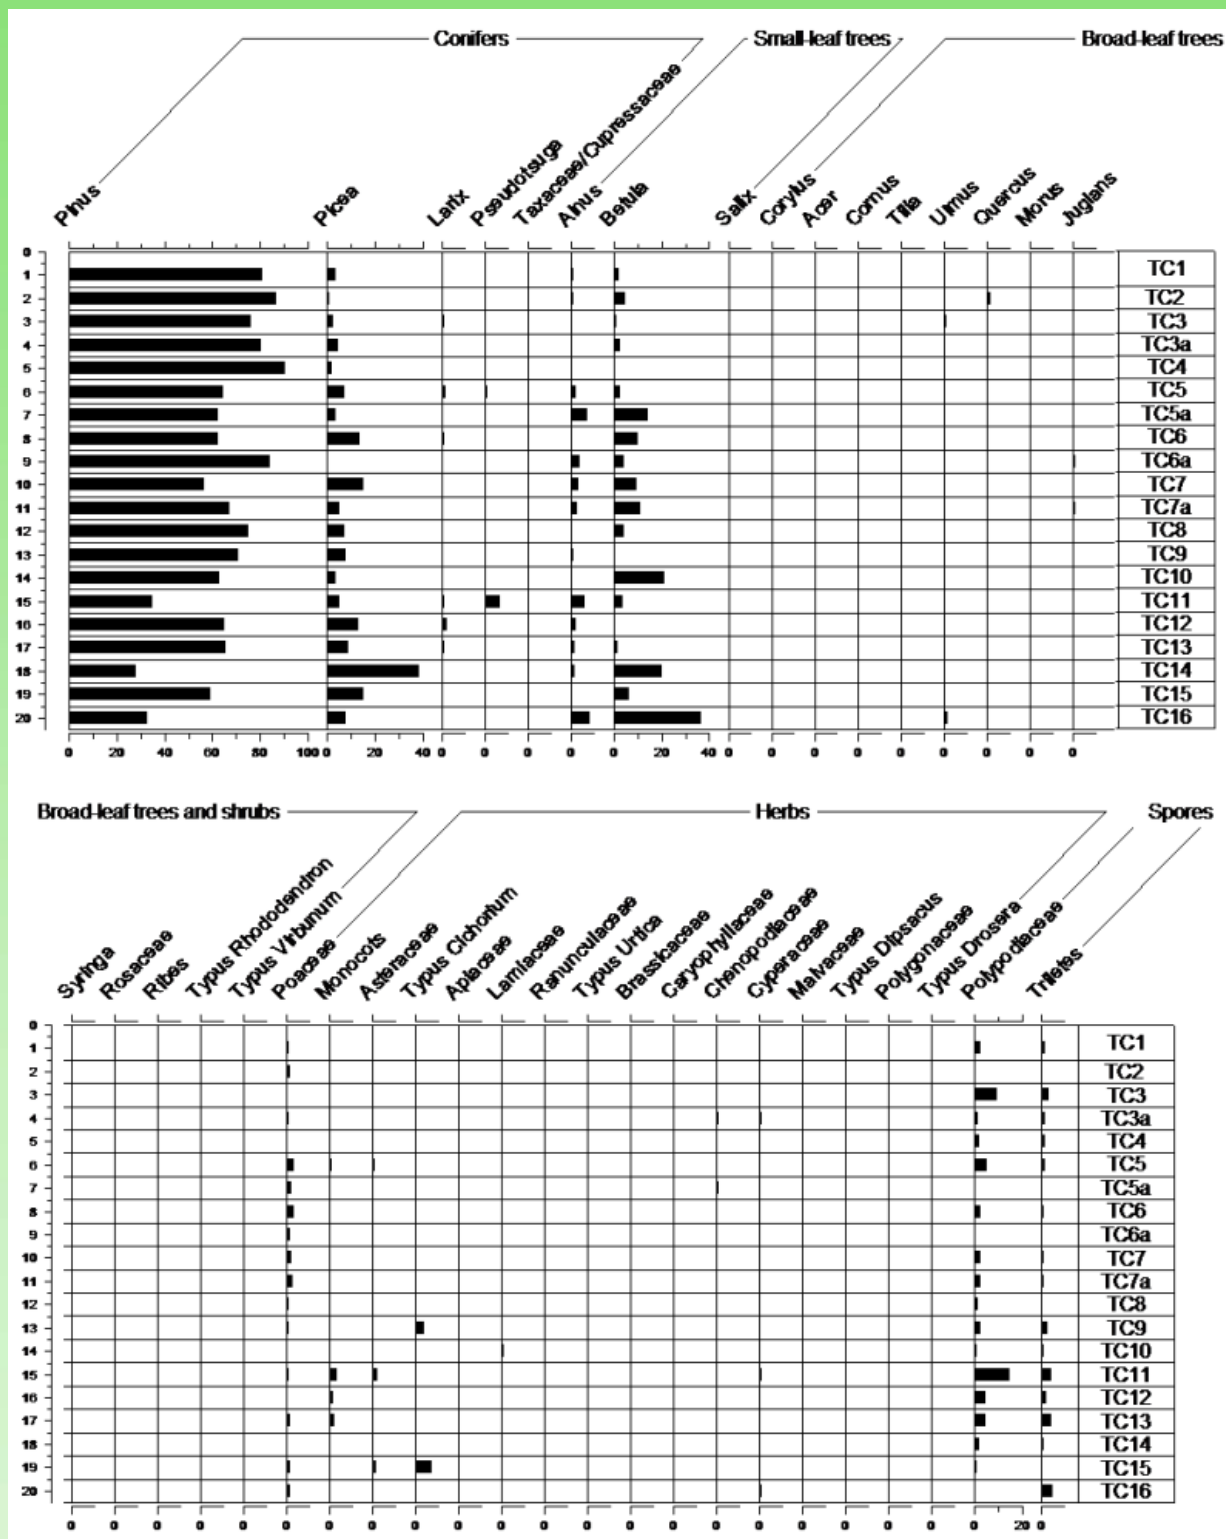 Conifers Small-leaf trees Broad-leaf trees
Pinus Picea Larix Pseudotsuga Taxaceae/Cupressaceae Alnus Betula Salix Corylus Acer Cornus Tilia Ulmus Quercus Morus Juglans
0
1 TC1
2 TC2
3 TC3
4 TC3a
5 TC4
6 TC5
7 TC5a
8 TC6
9 TC6a
10 TC7
11 TC7a
12 TC8
13 TC9
14 TC10
15 TC11
16 TC12
17 TC13
18 TC14
19 TC15
20 TC16
0 20 40 60 80 100 0 20 40 0 0 0 0 0 20 40 0 0 0 0 0 0 0 0 0
Broad-leaf trees and shrubs Herbs Spores
Syringa Rosaceae Ribes Typus Rhododendron Typus Virbunum Poaceae Monocots Asteraceae Typus Cichorium Apiaceae Lamiaceae Ranunculaceae Typus Urtica Brassicaceae Caryophyllaceae Chenopodiaceae Cyperaceae Malvaceae Typus Dipsacus Polygonaceae Typus Drosera Polypodiaceae Triletes
0
1 TC1
2 TC2
3 TC3
4 TC3a
5 TC4
6 TC5
7 TC5a
8 TC6
9 TC6a
10 TC7
11 TC7a
12 TC8
13 TC9
14 TC10
15 TC11
16 TC12
17 TC13
18 TC14
19 TC15
20 TC16
0 0 0 0 0 0 0 0 0 0 0 0 0 0 0 0 0 0 0 0 0 0 20 0